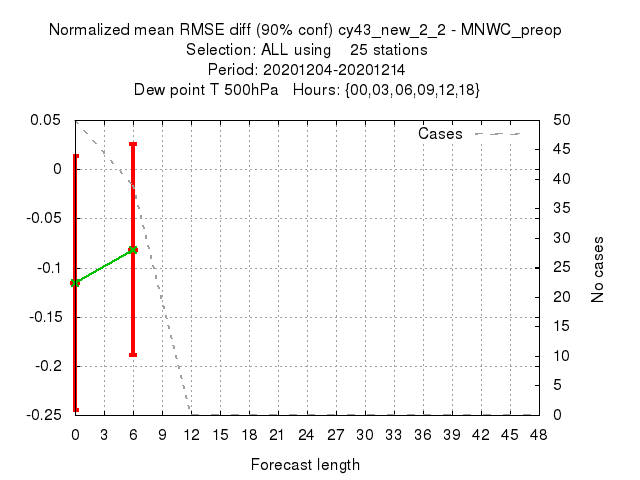 Normalized mean RMSE diff (90% conf) cy43_new_2_2 - MNWC_preop
Selection: ALL using 25 stations
Period: 20201204-20201214
Dew point T 500hPa Hours: {00,03,06,09,12,18}
Cases
0.05
0
-0.05
-0.1
-0.15
-0.2
-0.25
50
45
40
35
30
25
20
15
10
5
0
No cases
0 3 6 9 12 15 18 21 24 27 30 33 36 39 42 45 48
Forecast length